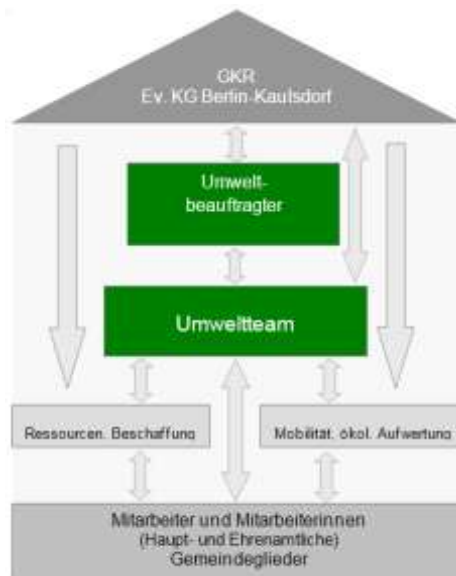 GKR
Ev. KG Berlin-Kaulsdorf
Umwelt-
beauftragter
Umweltteam
Ressourcen. Beschaffung
Mobilität. ökol. Aufwertung
Mitarbeiter und Mitarbeiterinnen
(Haupt- und Ehrenamtliche)
Gemeindeglieder